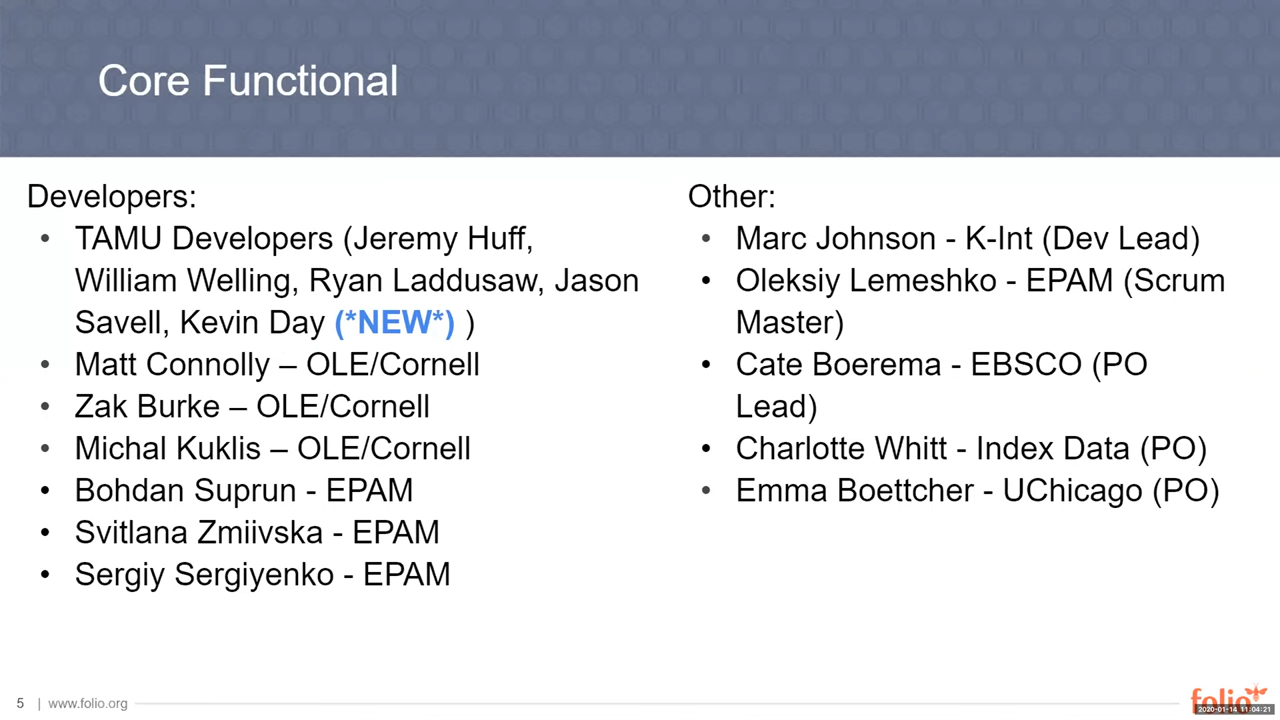 Core Functional
Developers:
• TAMU Developers (Jeremy Huff,
William Welling, Ryan Laddusaw, Jason
Savell, Kevin Day (*NEW*) )
• Matt Connolly – OLE/Cornell
• Zak Burke – OLE/Cornell
• Michal Kuklis – OLE/Cornell
• Bohdan Suprun - EPAM
• Svitlana Zmiivska - EPAM
• Sergiy Sergiyenko - EPAM
Other:
• Marc Johnson - K-Int (Dev Lead)
• Oleksiy Lemeshko - EPAM (Scrum
Master)
• Cate Boerema - EBSCO (PO
Lead)
• Charlotte Whitt - Index Data (PO)
• Emma Boettcher - UChicago (PO)
5 | www.folio.org
folio
2020-01-14 11:04:21